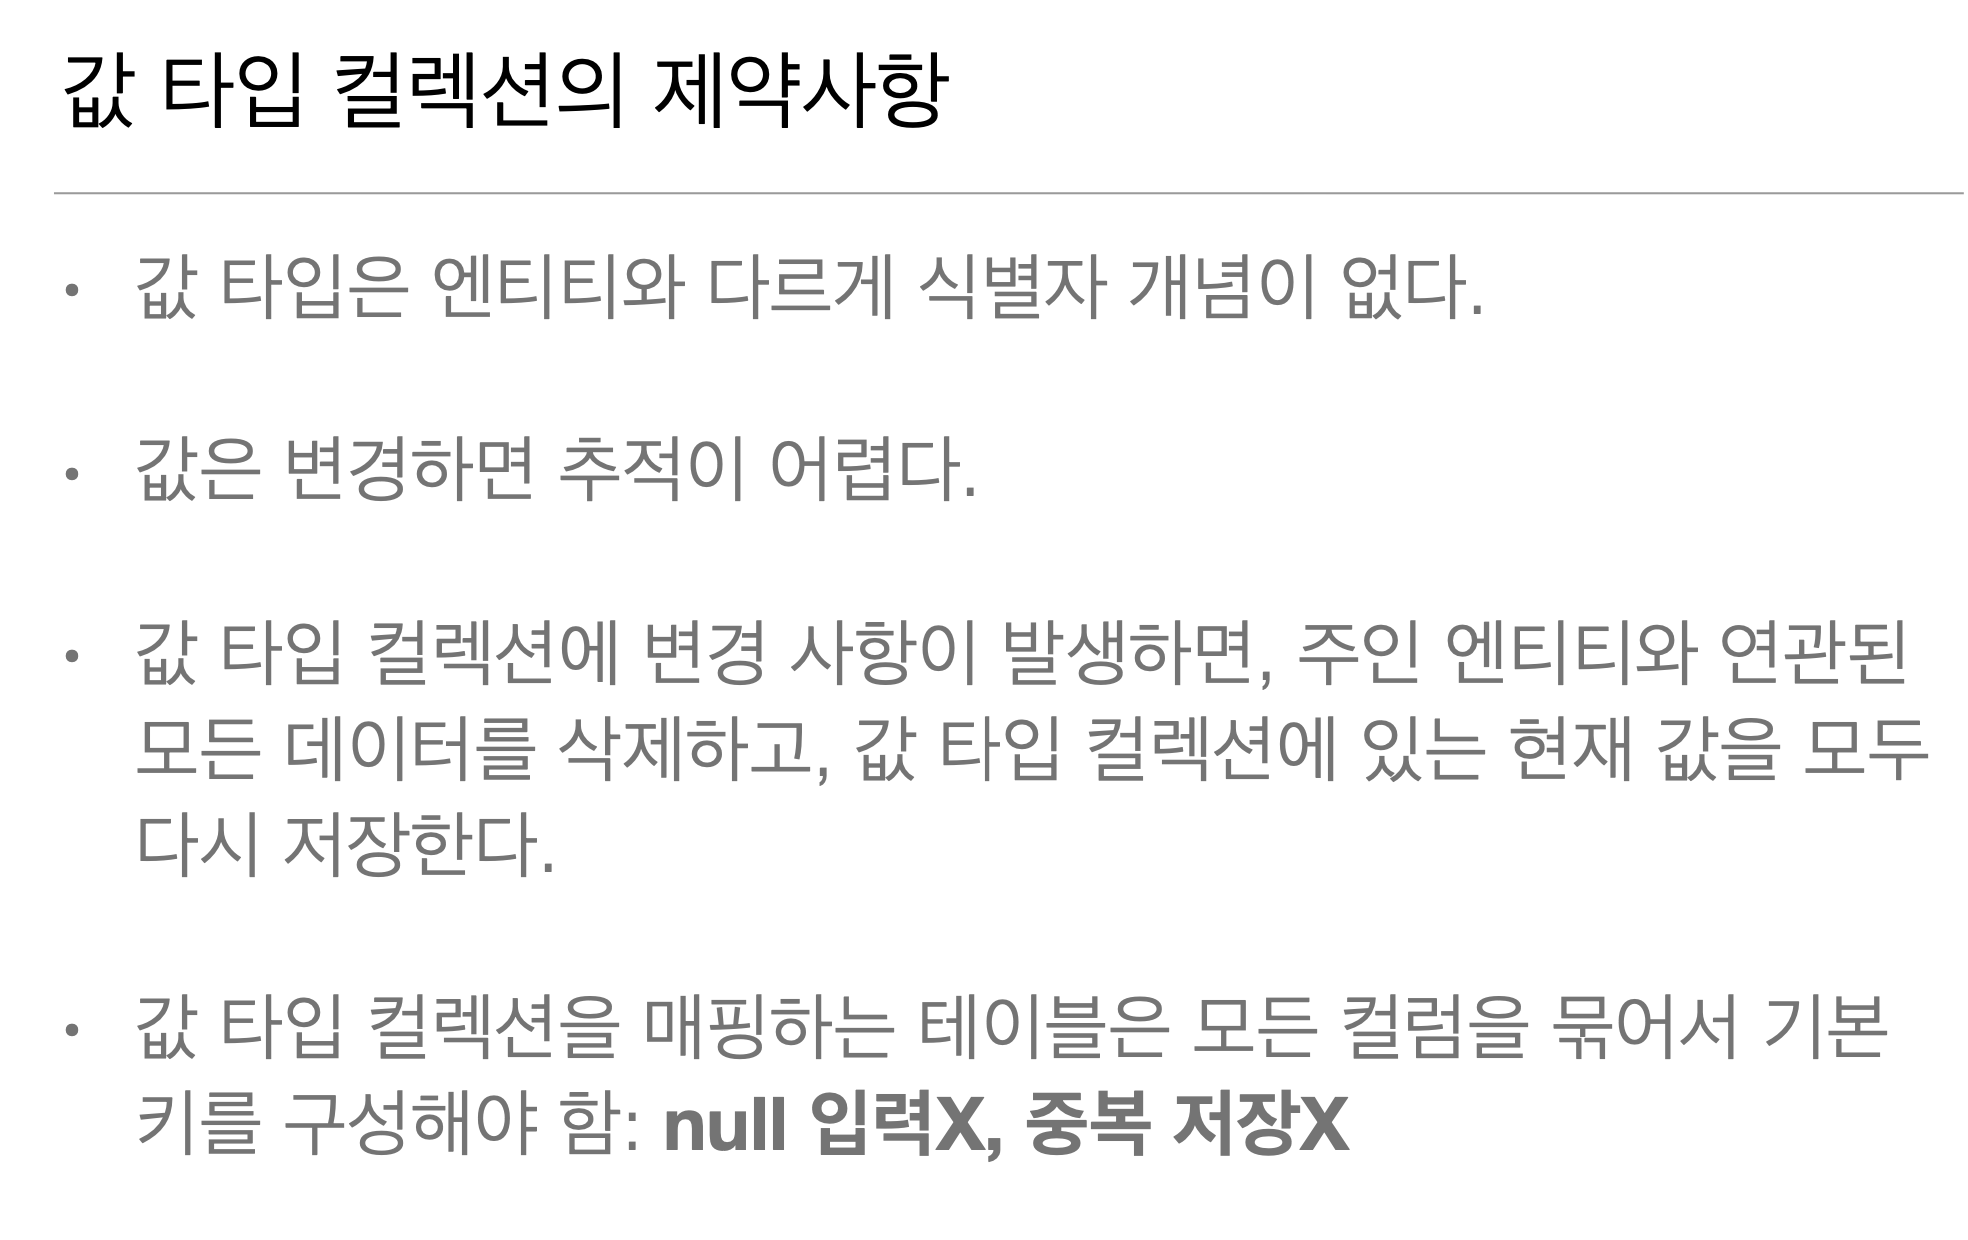 값 타입 컬렉션의 제약사항
• 값 타입은 엔티티와 다르게 식별자 개념이 없다.
• 값은 변경하면 추적이 어렵다.
• 값 타입 컬렉션에 변경 사항이 발생하면, 주인 엔티티와 연관된
모든 데이터를 삭제하고, 값 타입 컬렉션에 있는 현재 값을 모두
다시 저장한다.
• 값 타입 컬렉션을 매핑하는 테이블은 모든 컬럼을 묶어서 기본
키를 구성해야 함: null 입력X, 중복 저장X